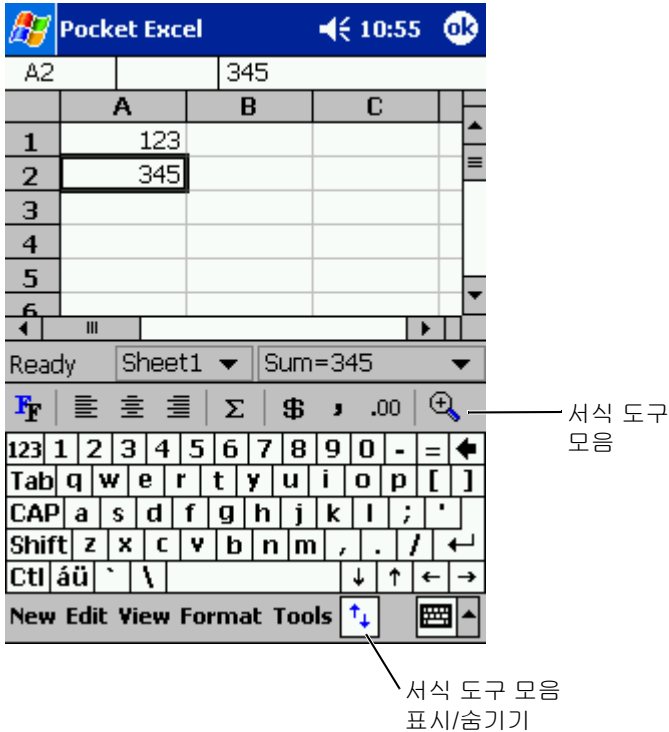 Pocket Excel 10:55 ok
A2 345
A B C
1 123
2 345
3
4
5
6
Ready Sheet1 Sum=345
FF Σ $ , .00
서식 도구
모음
123 1 2 3 4 5 6 7 8 9 0 - = 
Tab q w e r t y u i o p [ ]
CAP a s d f g h j k l ; '
Shift z x c v b n m , . / ↵
Ctl áü ` \ ↓ ↑ ← →
New Edit View Format Tools
서식 도구 모음
표시/숨기기